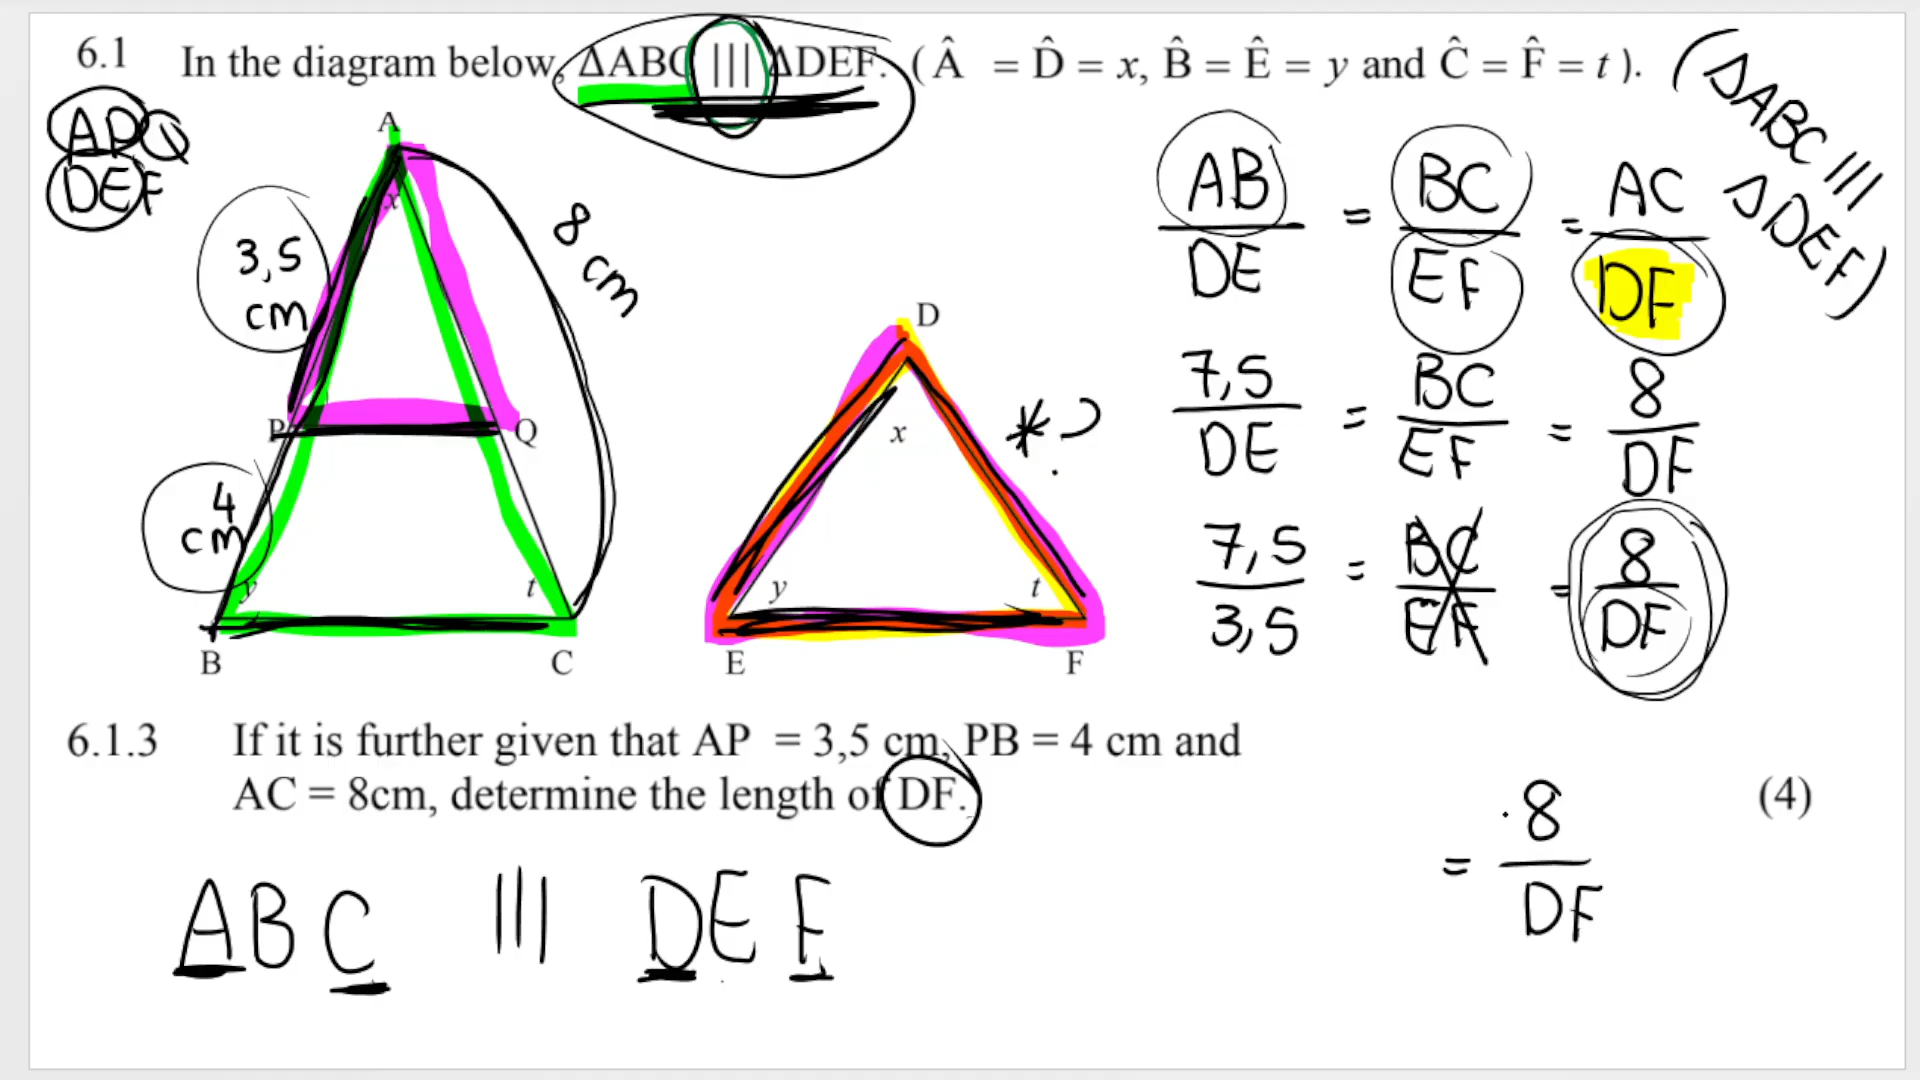 6.1 In the diagram below, ΔABC ||| ΔDEF. ( Â = D̂ = x, B̂ = Ê = y and Ĉ = F̂ = t ).
(ΔABC |||
ΔDEF)
APQ
DEF
A
x
3,5
cm
8 cm
P
Q
4
cm
y
t
B
C
D
x
* ?
y
t
E
F
AB/DE = BC/EF = AC/DF
7,5/DE = BC/EF = 8/DF
7,5/3,5 = BC/EF = 8/DF
6.1.3 If it is further given that AP = 3,5 cm, PB = 4 cm and
AC = 8cm, determine the length of DF. (4)
= 8/DF
ABC ||| DEF